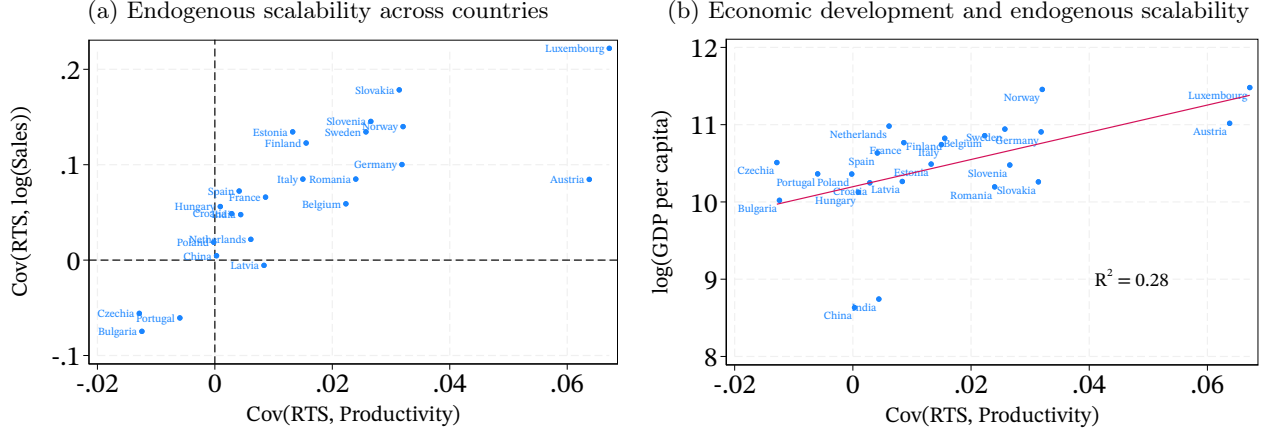 (a) Endogenous scalability across countries
Cov(RTS, log(Sales))
.2
.1
0
-.1
Luxembourg
Slovakia
Slovenia
Norway
Estonia
Sweden
Finland
Germany
Italy
Romania
Austria
Spain
France
Belgium
Hungary
Croatia
India
Netherlands
Poland
China
Latvia
Czechia
Portugal
Bulgaria
-.02 0 .02 .04 .06
Cov(RTS, Productivity)
(b) Economic development and endogenous scalability
log(GDP per capita)
12
11
10
9
8
Norway
Luxembourg
Netherlands
Austria
Sweden
Germany
Finland
Belgium
France
Italy
Spain
Czechia
Estonia
Slovenia
Portugal
Poland
Croatia
Latvia
Slovakia
Romania
Hungary
Bulgaria
R² = 0.28
India
China
-.02 0 .02 .04 .06
Cov(RTS, Productivity)